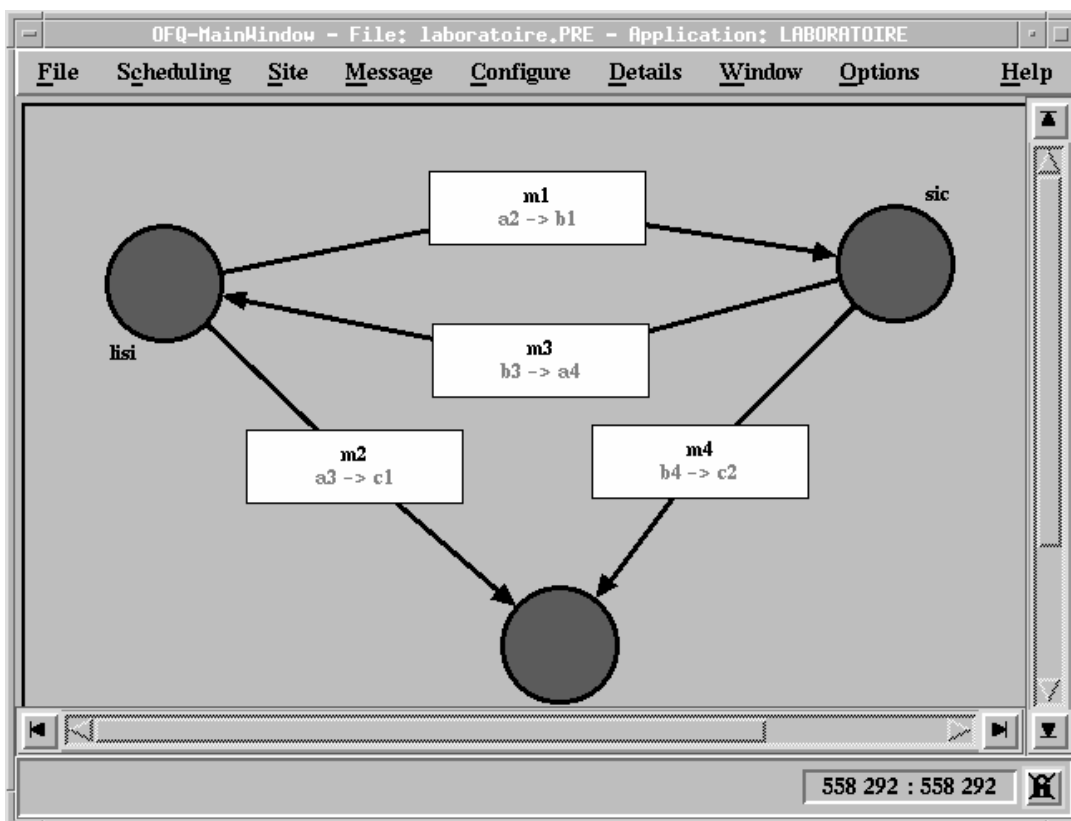 OFQ-MainWindow - File: laboratoire.PRE - Application: LABORATOIRE
File Scheduling Site Message Configure Details Window Options Help
m1
a2 -> b1
sic
m3
b3 -> a4
lisi
m2
a3 -> c1
m4
b4 -> c2
558 292 : 558 292